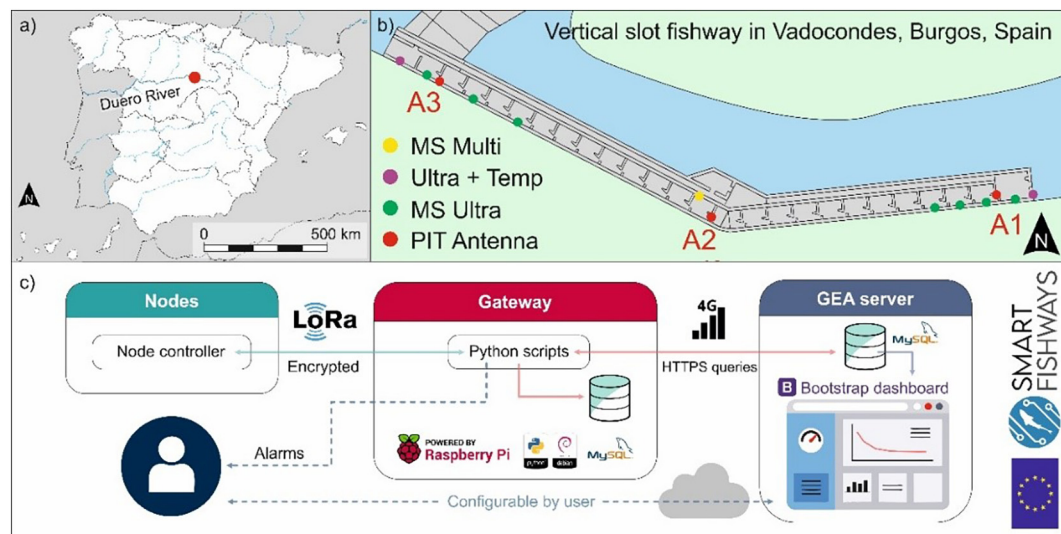 a)
Duero River
N
0 500 km
b)
Vertical slot fishway in Vadocondes, Burgos, Spain
A3
MS Multi
Ultra + Temp
MS Ultra
PIT Antenna
A2
A1
N
c)
Nodes
Node controller
LoRa
Encrypted
Gateway
Python scripts
POWERED BY
Raspberry Pi
python
debian
MySQL
Alarms
4G
HTTPS queries
GEA server
MySQL
B Bootstrap dashboard
Configurable by user
SMART
FISHWAYS